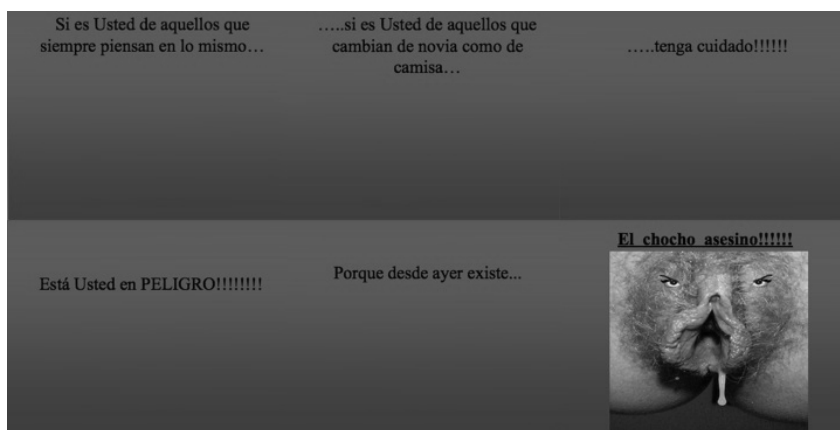 Si es Usted de aquellos que
siempre piensan en lo mismo…
…..si es Usted de aquellos que
cambian de novia como de
camisa…
…..tenga cuidado!!!!!!
Está Usted en PELIGRO!!!!!!!!
Porque desde ayer existe...
El chocho asesino!!!!!!